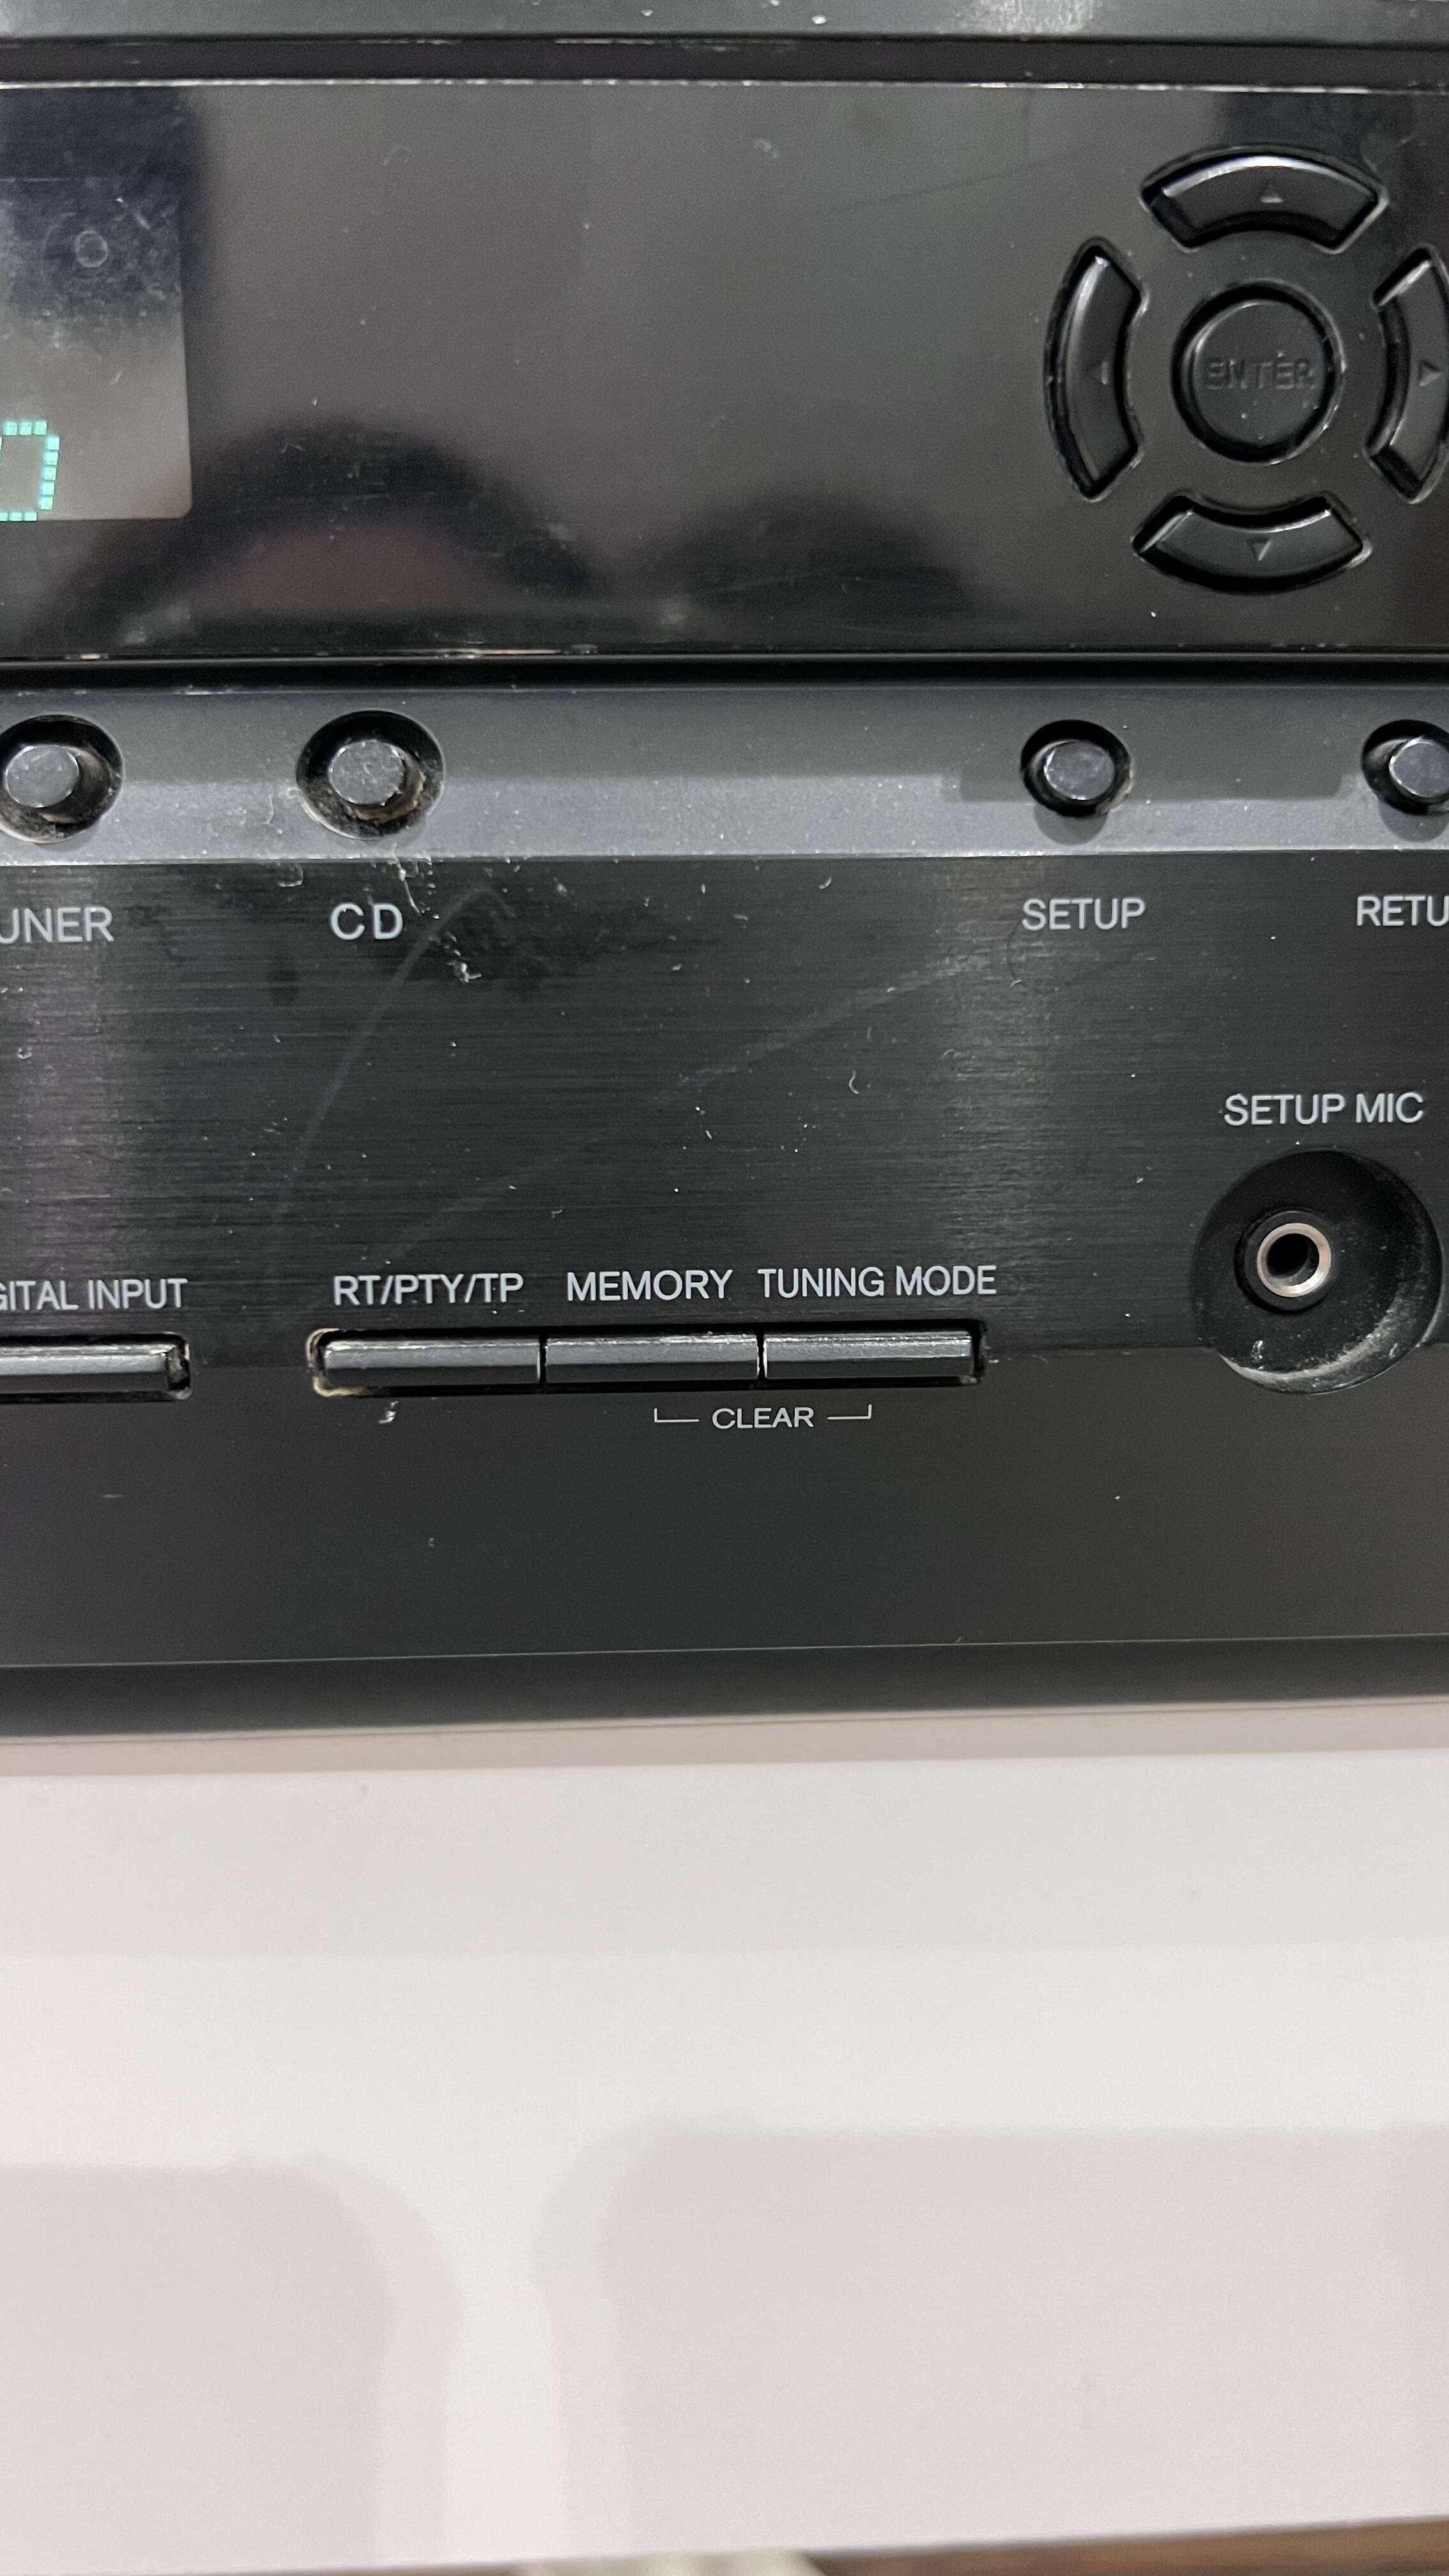 ENTER
UNER
CD
SETUP
RETU
SETUP MIC
GITAL INPUT
RT/PTY/TP
MEMORY
TUNING MODE
CLEAR